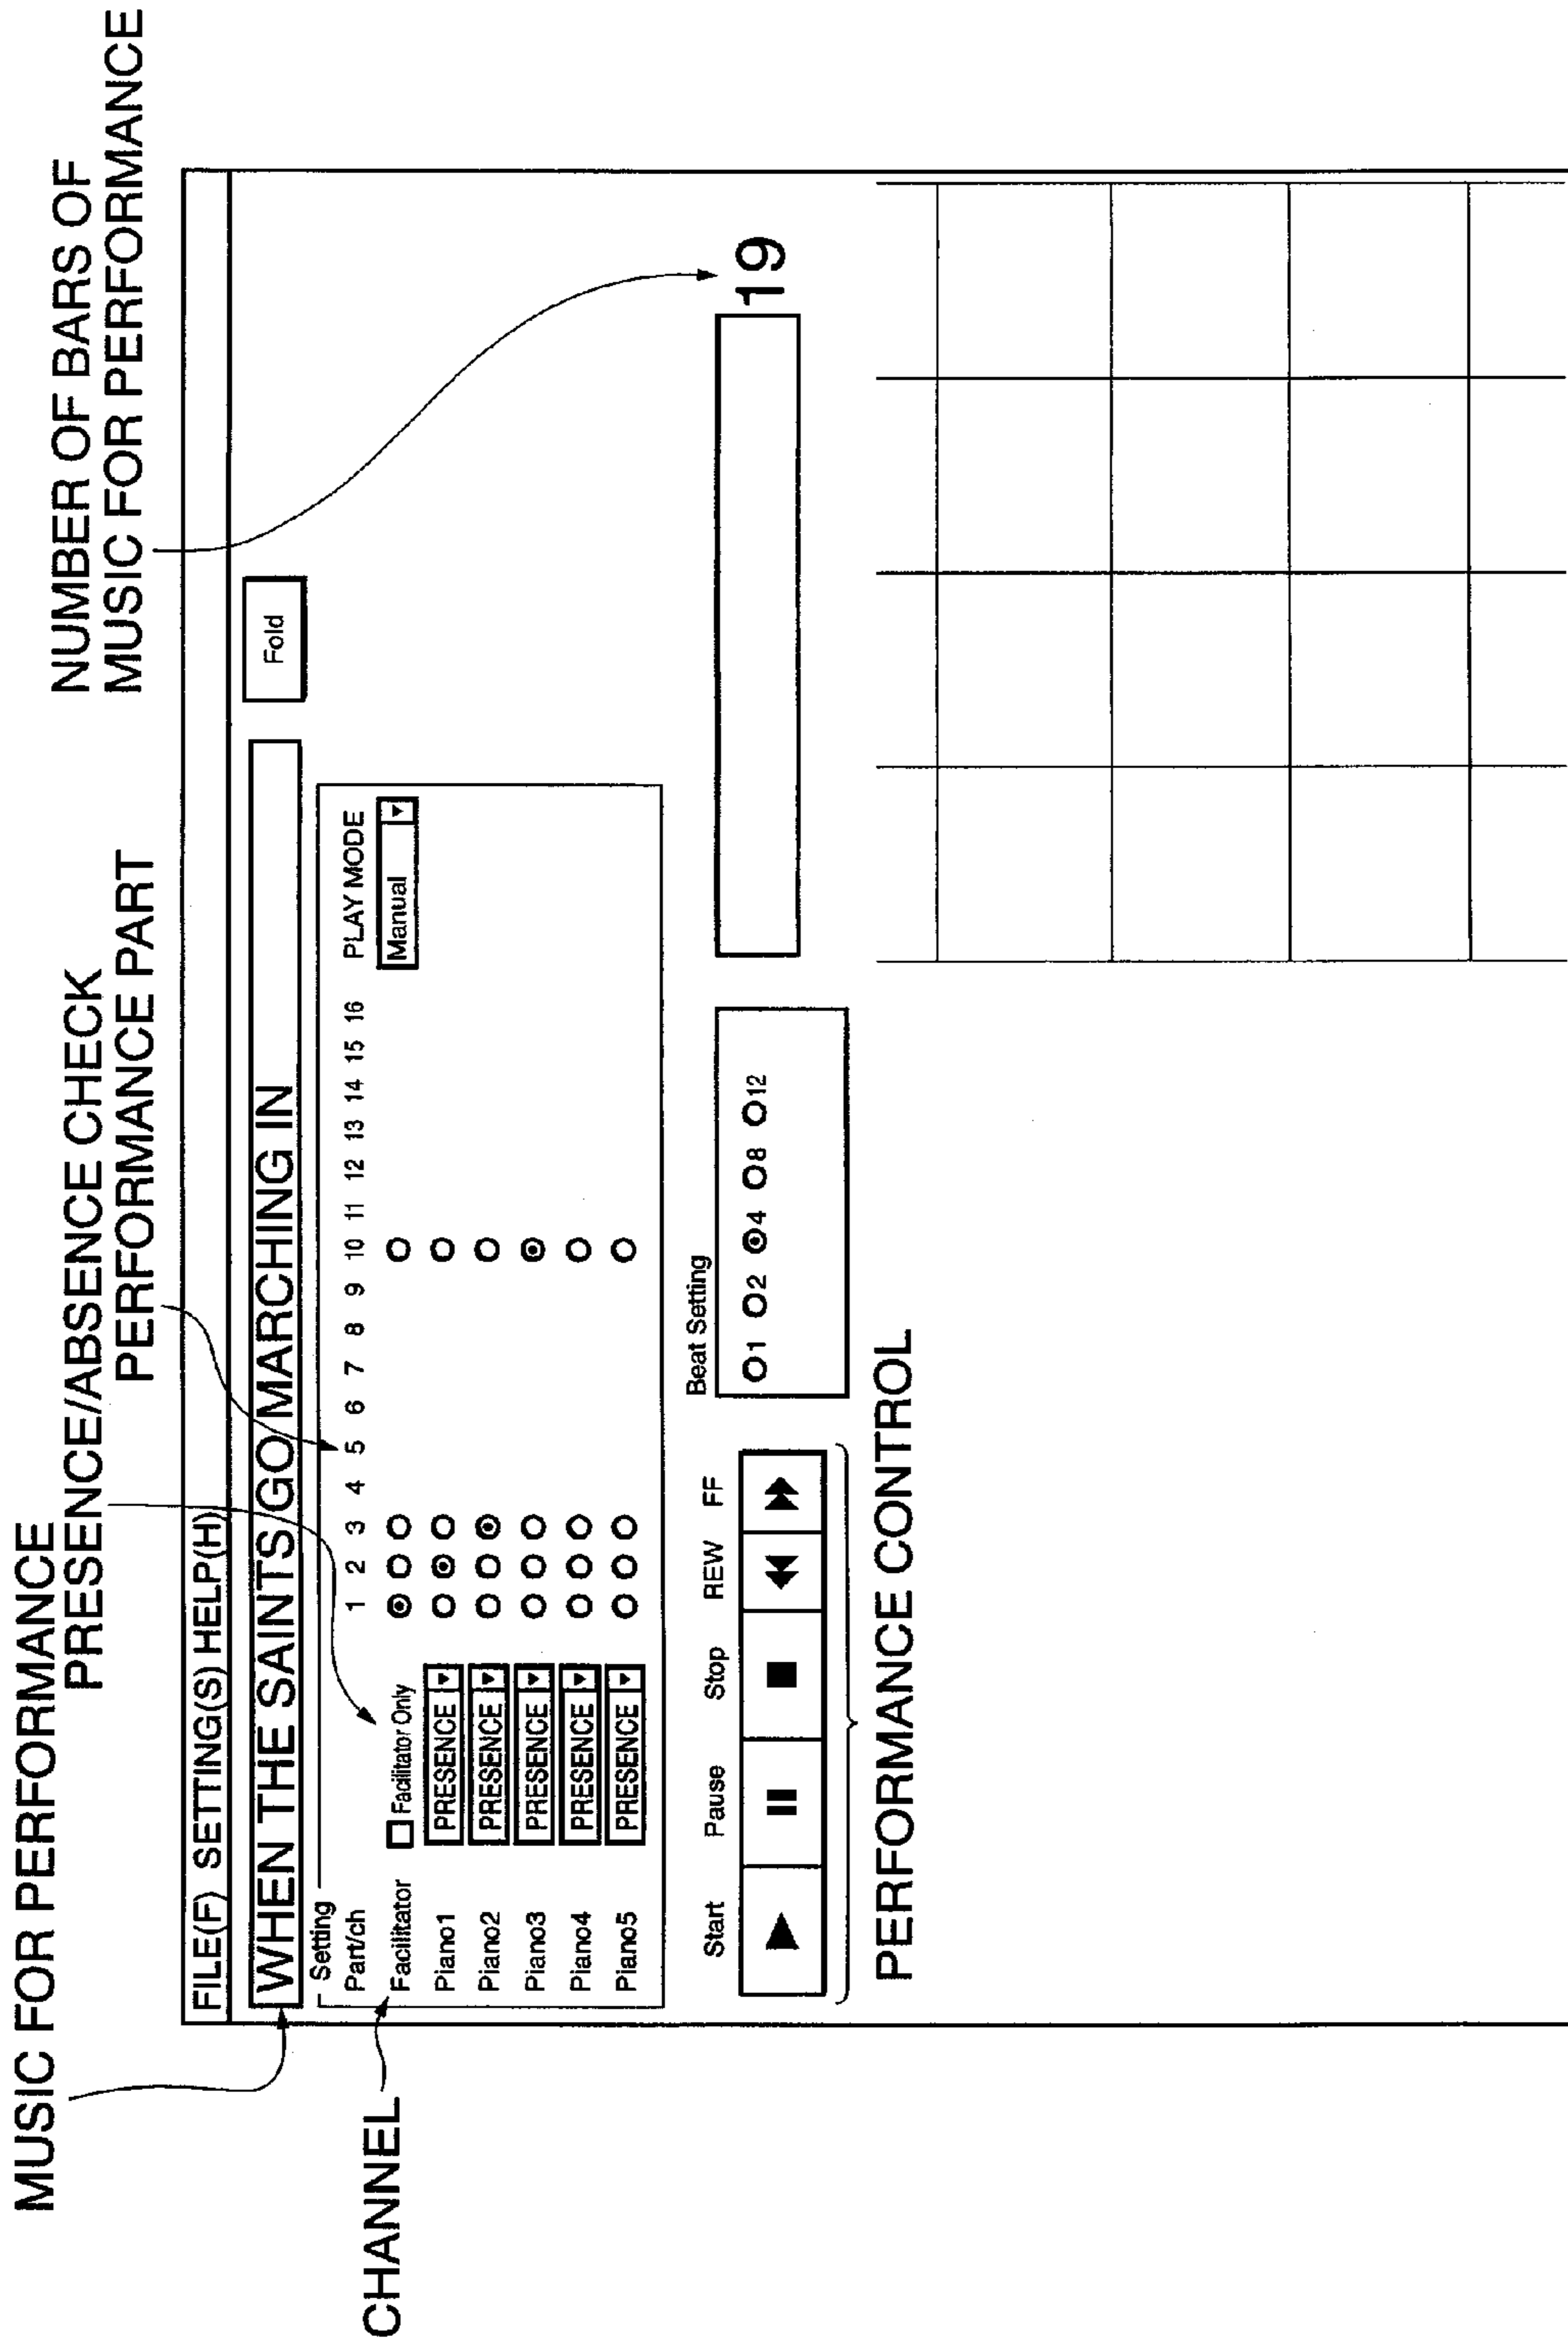 MUSIC FOR PERFORMANCE
PRESENCE/ABSENCE CHECK
PERFORMANCE PART
NUMBER OF BARS OF
MUSIC FOR PERFORMANCE
FILE(F) SETTING(S) HELP(H)
WHEN THE SAINTS GO MARCHING IN
Fold
Setting
Part/ch 1 2 3 4 5 6 7 8 9 10 11 12 13 14 15 16 PLAY MODE
CHANNEL
Facilitator Facilitator Only Manual
Piano1 PRESENCE
Piano2 PRESENCE
Piano3 PRESENCE
Piano4 PRESENCE
Piano5 PRESENCE
Start Pause Stop REW FF
Beat Setting
1 2 4 8 12
19
PERFORMANCE CONTROL